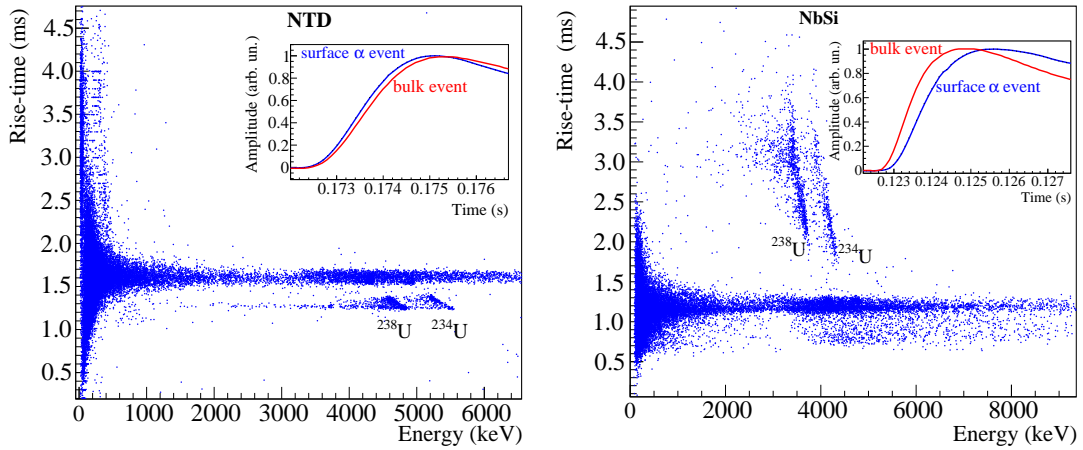 NTD
Rise-time (ms)
4.5
4.0
3.5
3.0
2.5
2.0
1.5
1.0
0.5
0 1000 2000 3000 4000 5000 6000
Energy (keV)
Amplitude (arb. un.)
1
0.8
0.6
0.4
0.2
0
surface α event
bulk event
0.173 0.174 0.175 0.176
Time (s)
²³⁸U ²³⁴U
NbSi
Rise-time (ms)
4.5
4.0
3.5
3.0
2.5
2.0
1.5
1.0
0.5
0 2000 4000 6000 8000
Energy (keV)
Amplitude (arb. un.)
1
0.8
0.6
0.4
0.2
0
bulk event
surface α event
0.123 0.124 0.125 0.126 0.127
Time (s)
²³⁸U ²³⁴U